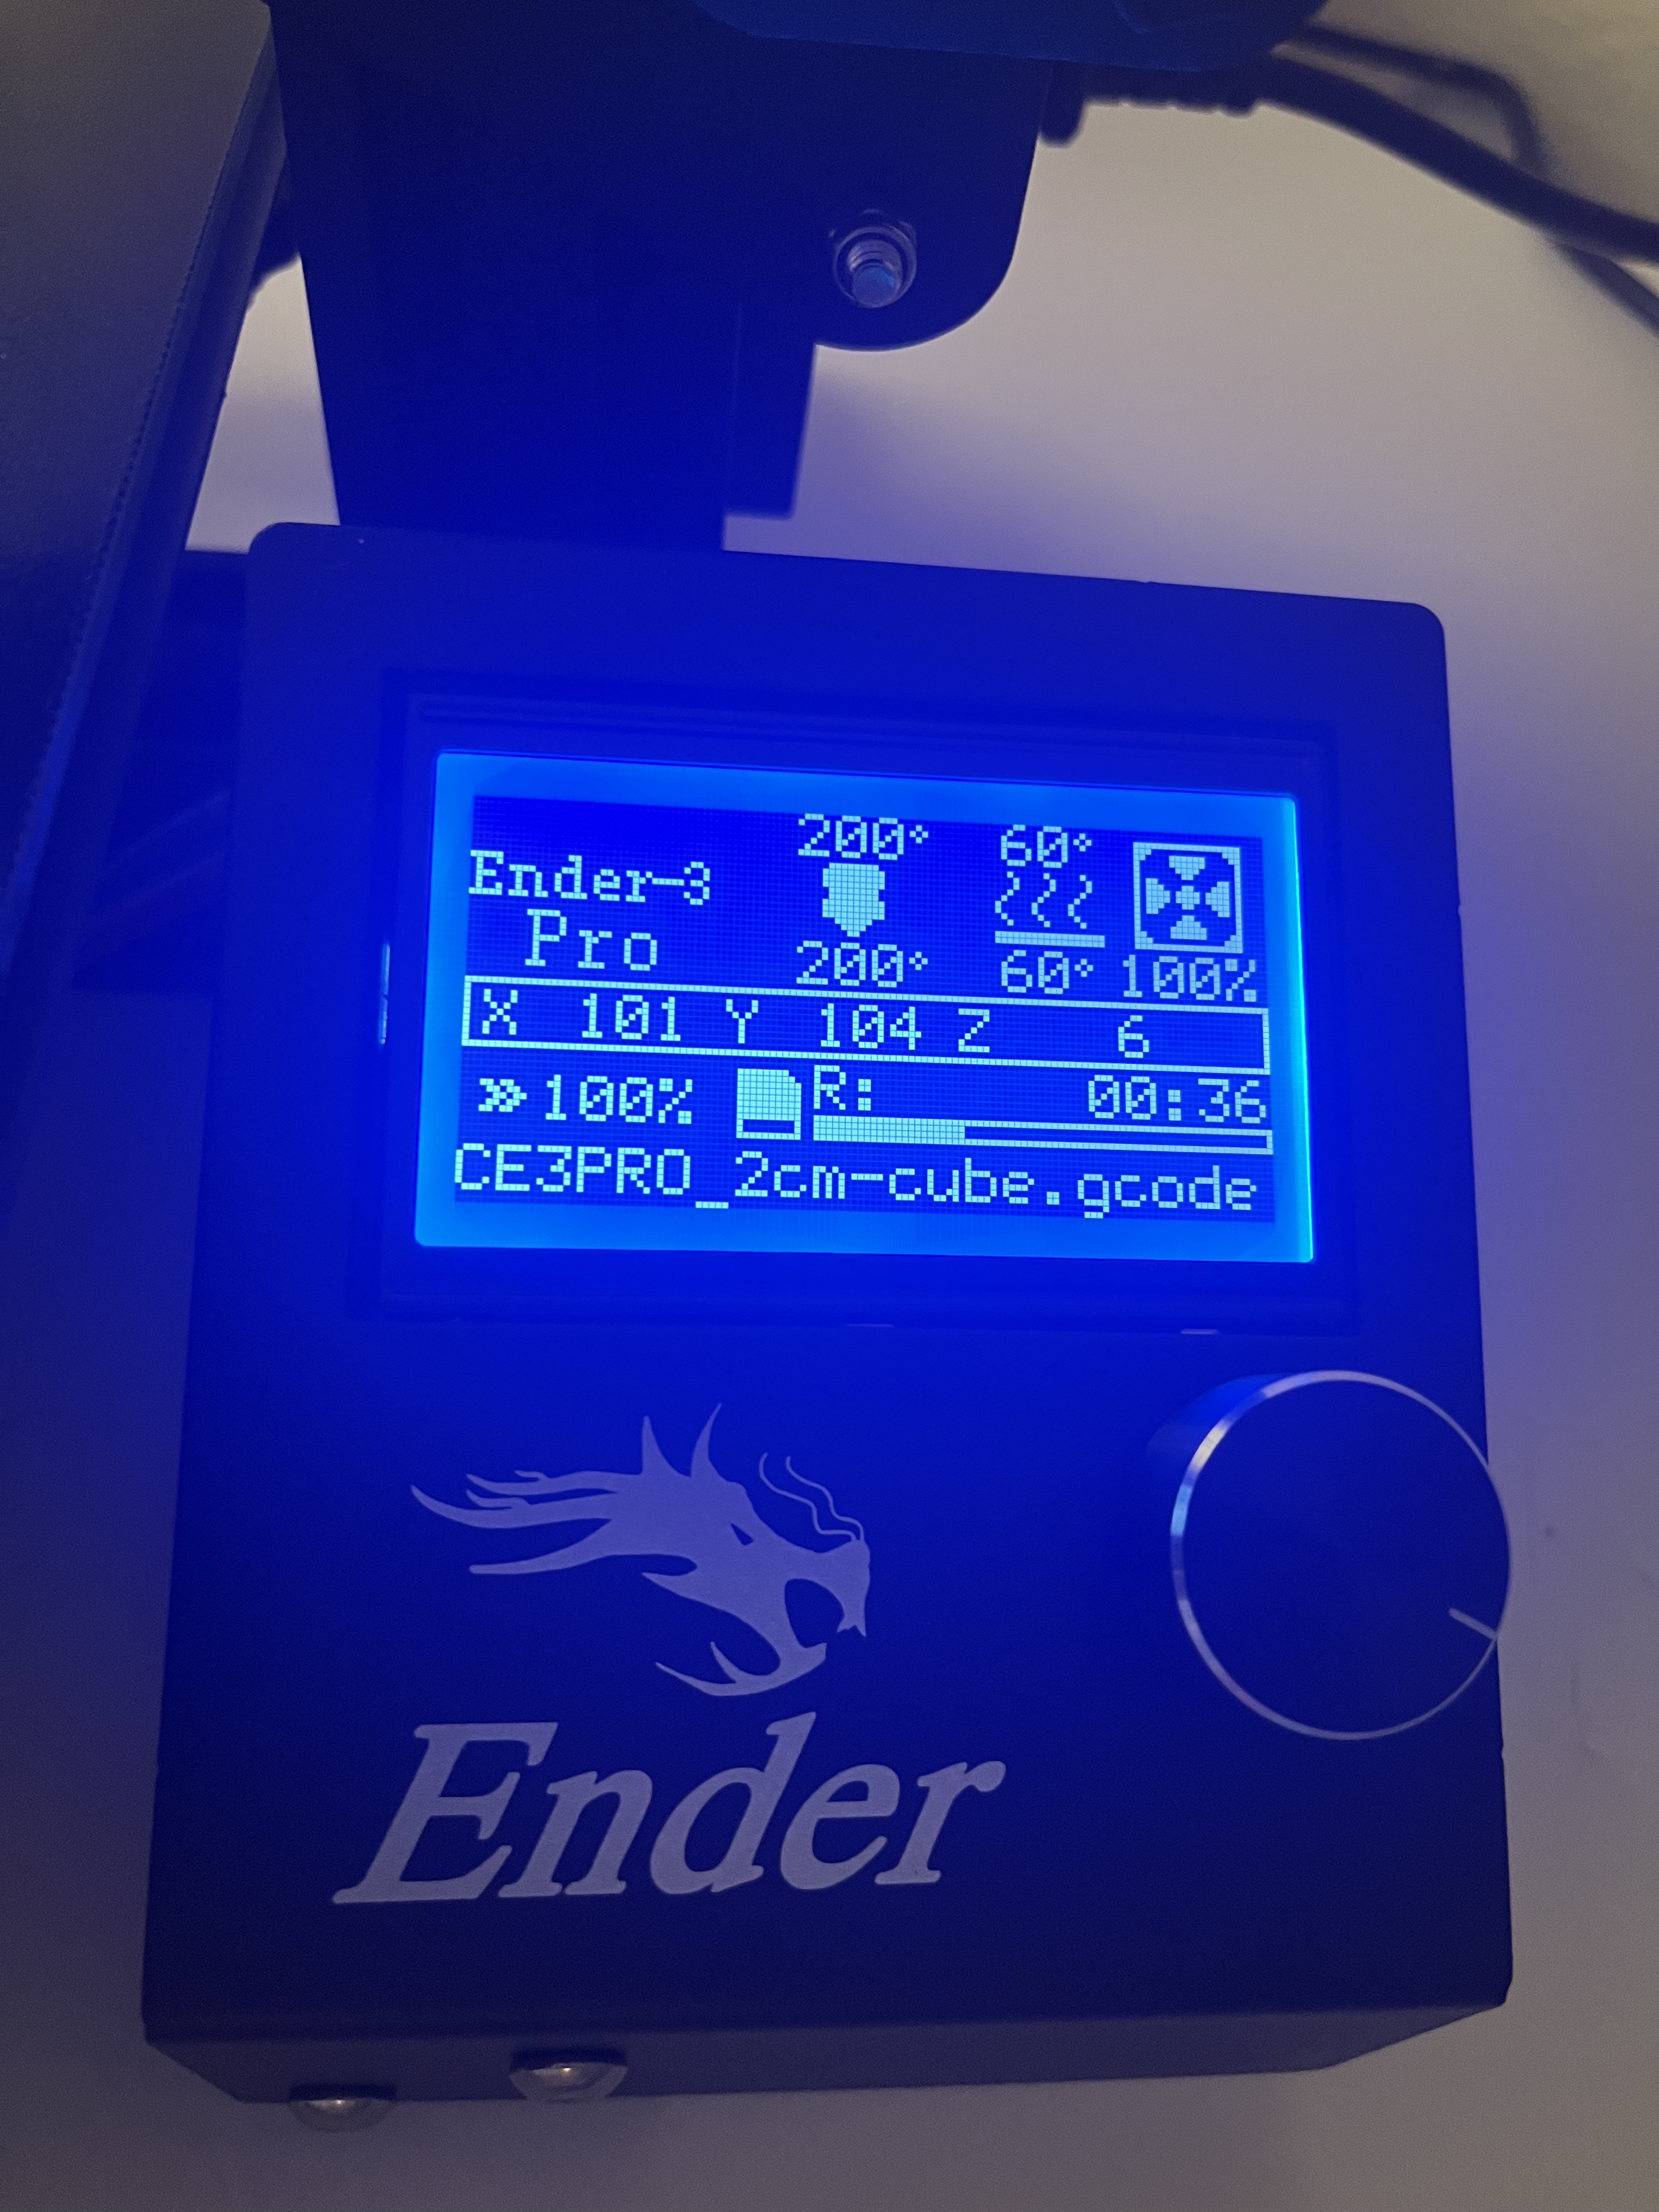 200° 60°
Ender-3
Pro
200° 60° 100%
X 101 Y 104 Z 6
»100% R: 00:36
CE3PRO_2cm-cube.gcode
Ender